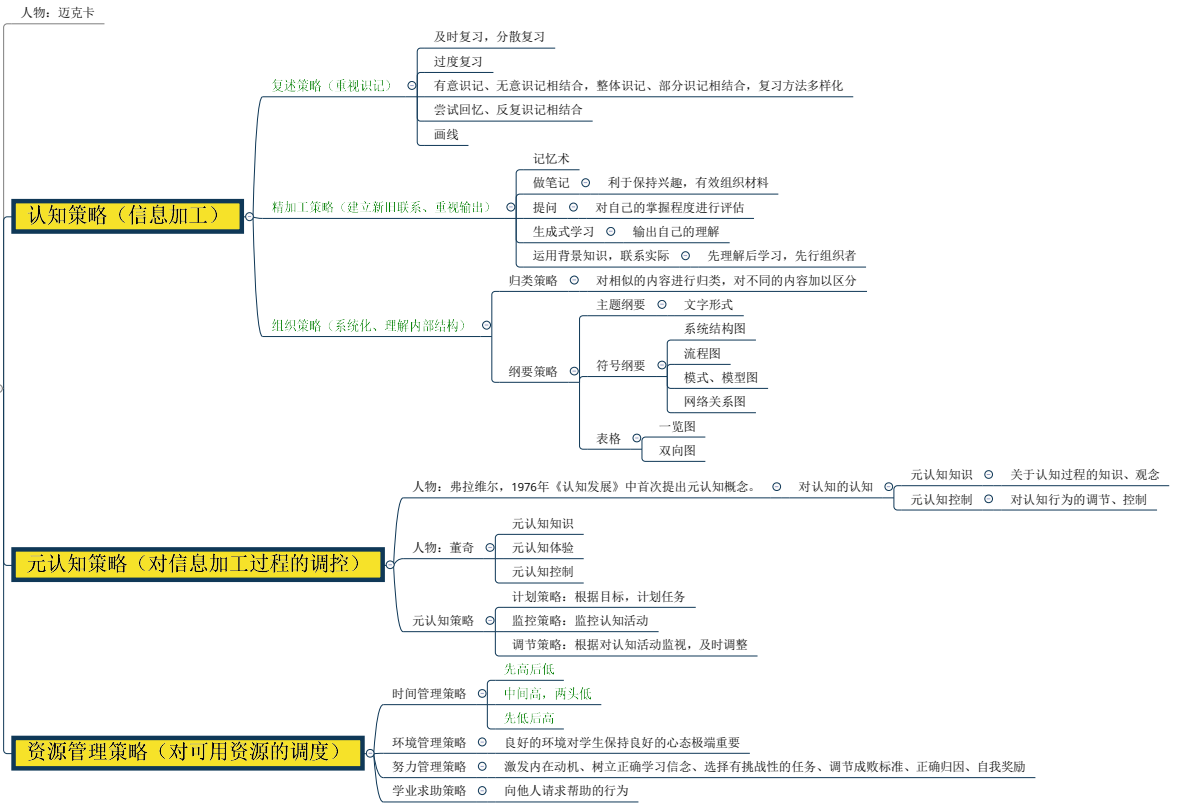 人物：迈克卡
认知策略（信息加工）
复述策略（重视识记）
及时复习，分散复习
过度复习
有意识记、无意识记相结合，整体识记、部分识记相结合，复习方法多样化
尝试回忆、反复识记相结合
画线
精加工策略（建立新旧联系、重视输出）
记忆术
做笔记
利于保持兴趣，有效组织材料
提问
对自己的掌握程度进行评估
生成式学习
输出自己的理解
运用背景知识，联系实际
先理解后学习，先行组织者
组织策略（系统化、理解内部结构）
归类策略
对相似的内容进行归类，对不同的内容加以区分
纲要策略
主题纲要
文字形式
符号纲要
系统结构图
流程图
模式、模型图
网络关系图
表格
一览图
双向图
元认知策略（对信息加工过程的调控）
人物：弗拉维尔，1976年《认知发展》中首次提出元认知概念。
对认知的认知
元认知知识
关于认知过程的知识、观念
元认知控制
对认知行为的调节、控制
人物：董奇
元认知知识
元认知体验
元认知控制
元认知策略
计划策略：根据目标，计划任务
监控策略：监控认知活动
调节策略：根据对认知活动监视，及时调整
资源管理策略（对可用资源的调度）
时间管理策略
先高后低
中间高，两头低
先低后高
环境管理策略
良好的环境对学生保持良好的心态极端重要
努力管理策略
激发内在动机、树立正确学习信念、选择有挑战性的任务、调节成败标准、正确归因、自我奖励
学业求助策略
向他人请求帮助的行为